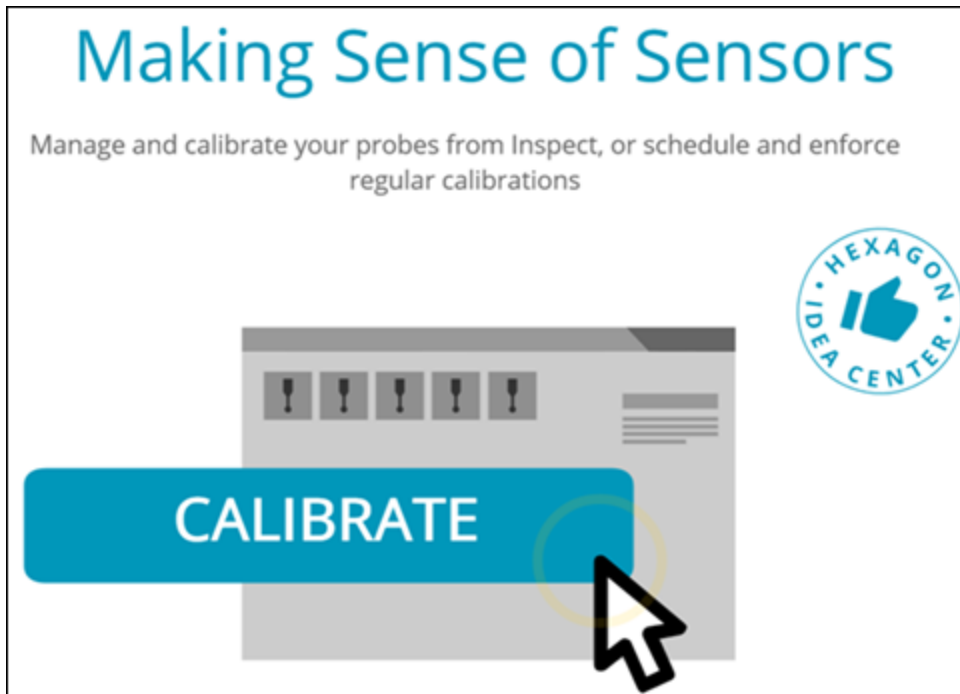 Making Sense of Sensors
Manage and calibrate your probes from Inspect, or schedule and enforce
regular calibrations
• HEXAGON •
IDEA CENTER
CALIBRATE